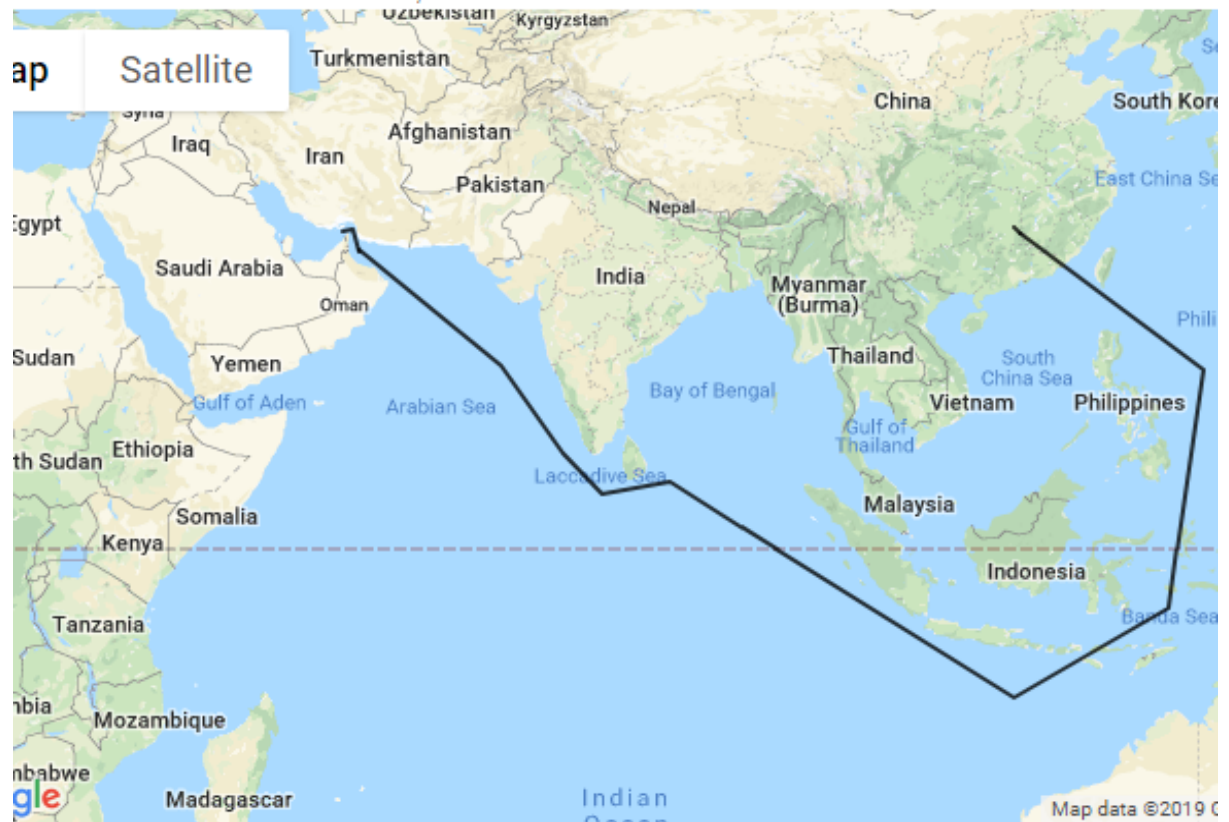 Uzbekistan
Kyrgyzstan
ap
Satellite
Turkmenistan
China
South Kore
Syria
Iraq
Afghanistan
Iran
Pakistan
East China Se
Nepal
Egypt
Saudi Arabia
India
Myanmar
(Burma)
Oman
Phili
Sudan
Yemen
Thailand
South
China Sea
Gulf of Aden
Arabian Sea
Bay of Bengal
Vietnam
Philippines
Gulf of
Thailand
Ethiopia
th Sudan
Laccadive Sea
Malaysia
Somalia
Kenya
Indonesia
Tanzania
Banda Sea
nbia
Mozambique
nbabwe
gle
Madagascar
Indian
Ocean
Map data ©2019